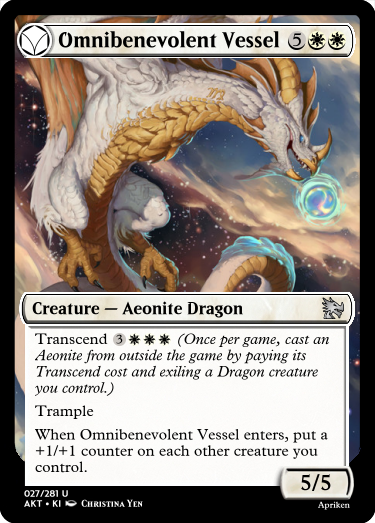 Omnibenevolent Vessel 5
Creature — Aeonite Dragon
Transcend 3 (Once per game, cast an
Aeonite from outside the game by paying its
Transcend cost and exiling a Dragon creature
you control.)
Trample
When Omnibenevolent Vessel enters, put a
+1/+1 counter on each other creature you
control.
5/5
027/281 U
AKT • KI Christina Yen
Apriken